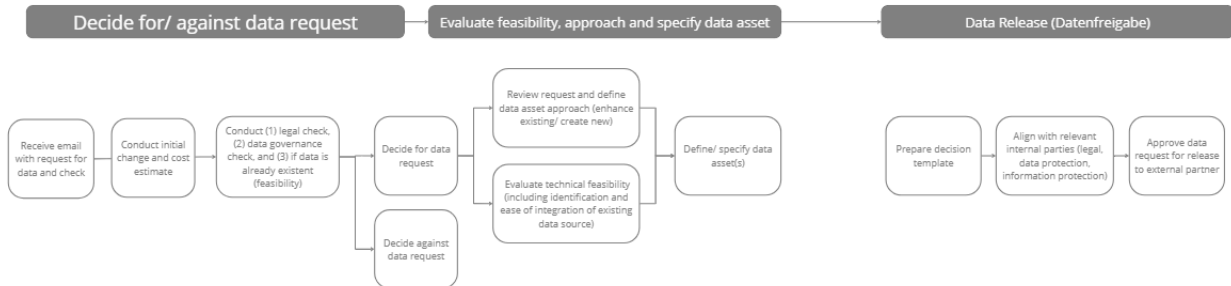 Decide for/ against data request
Evaluate feasibility, approach and specify data asset
Data Release (Datenfreigabe)
Receive email
with request for
data and check
Conduct initial
change and cost
estimate
Conduct (1) legal check,
(2) data governance
check, and (3) if data is
already existent
(feasibility)
Decide for data
request
Decide against
data request
Review request and define
data asset approach (enhance
existing/ create new)
Evaluate technical feasibility
(including identification and
ease of integration of existing
data source)
Define/ specify data
asset(s)
Prepare decision
template
Align with relevant
internal parties (legal,
data protection,
information protection)
Approve data
request for release
to external partner